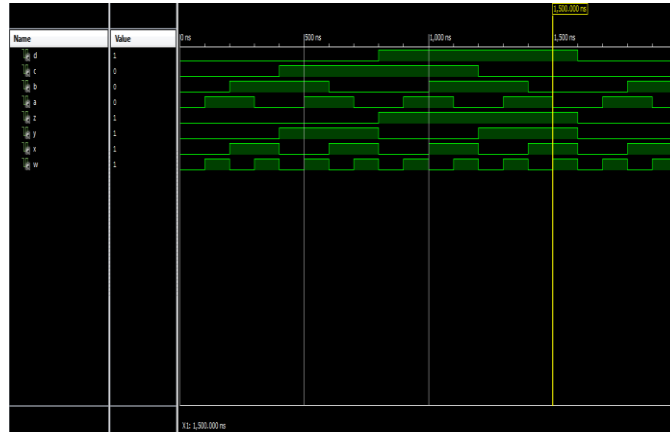 1,500.000 ns
Name Value
0 ns 500 ns 1,000 ns 1,500 ns
d 1
c 0
b 0
a 0
z 1
y 1
x 1
w 1
X1: 1,500.000 ns